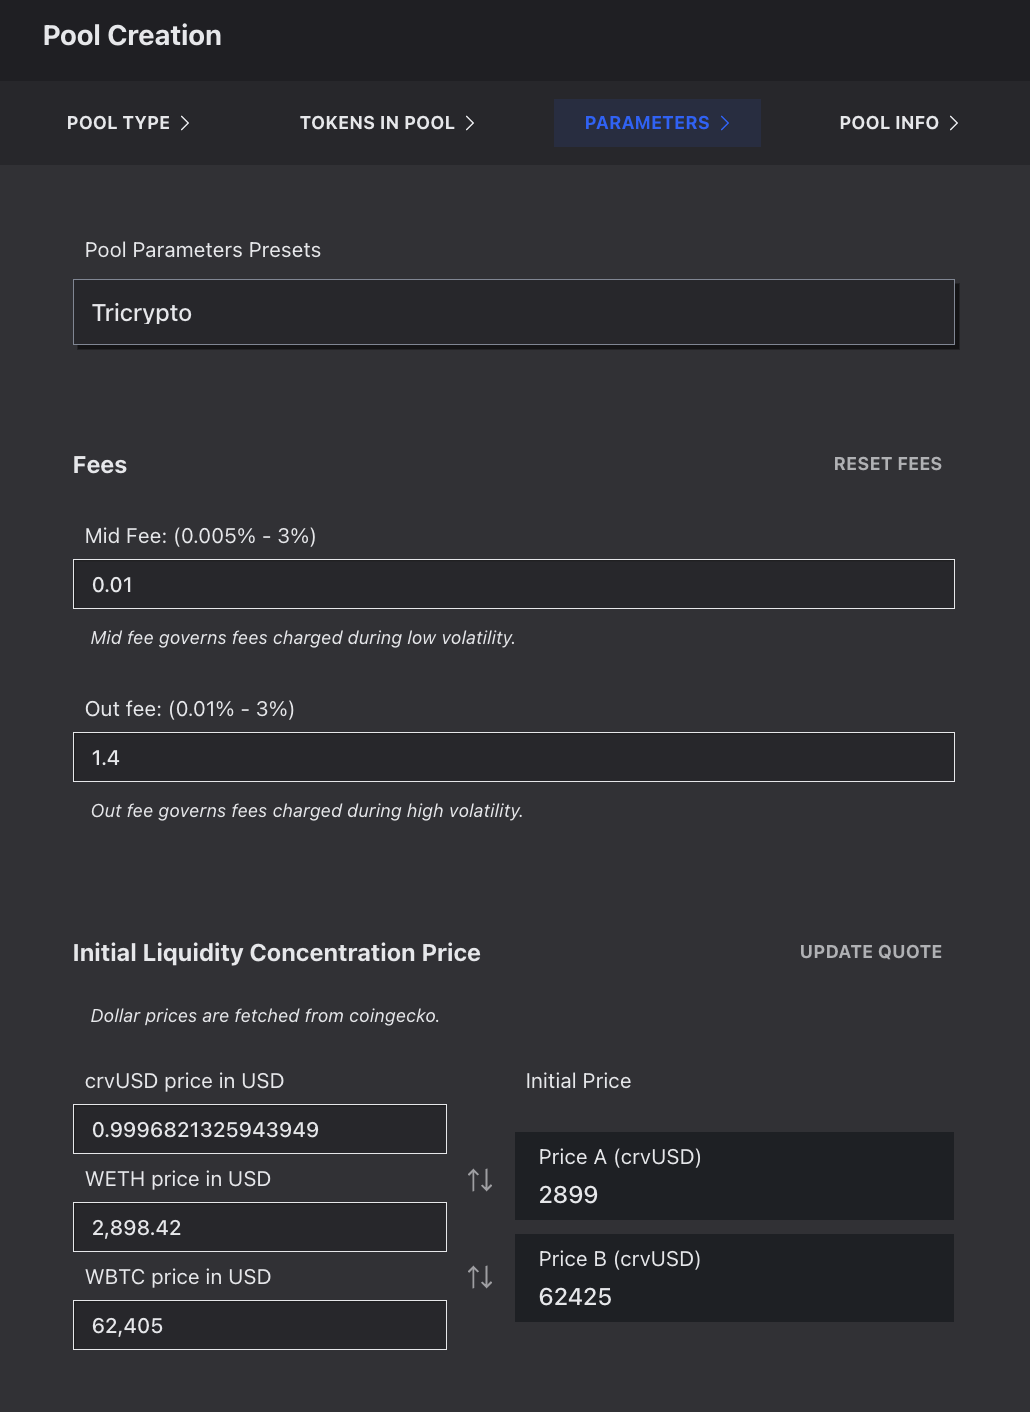 Pool Creation
POOL TYPE
TOKENS IN POOL
PARAMETERS
POOL INFO
Pool Parameters Presets
Tricrypto
Fees
RESET FEES
Mid Fee: (0.005% - 3%)
0.01
Mid fee governs fees charged during low volatility.
Out fee: (0.01% - 3%)
1.4
Out fee governs fees charged during high volatility.
Initial Liquidity Concentration Price
UPDATE QUOTE
Dollar prices are fetched from coingecko.
crvUSD price in USD
0.9996821325943949
WETH price in USD
2,898.42
WBTC price in USD
62,405
Initial Price
Price A (crvUSD)
2899
Price B (crvUSD)
62425